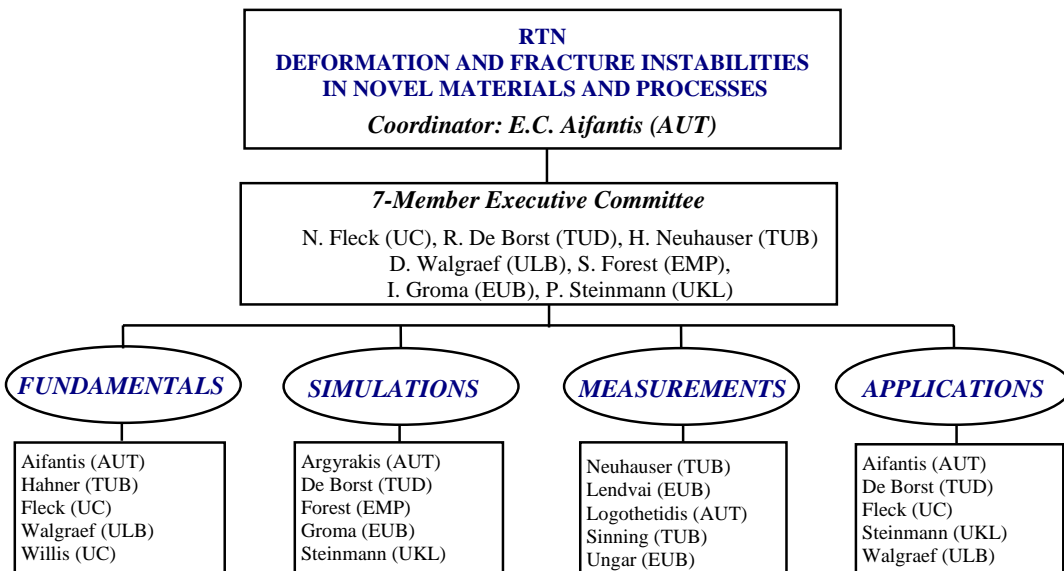 RTN
DEFORMATION AND FRACTURE INSTABILITIES
IN NOVEL MATERIALS AND PROCESSES
Coordinator: E.C. Aifantis (AUT)
7-Member Executive Committee
N. Fleck (UC), R. De Borst (TUD), H. Neuhauser (TUB)
D. Walgraef (ULB), S. Forest (EMP),
I. Groma (EUB), P. Steinmann (UKL)
FUNDAMENTALS
Aifantis (AUT)
Hahner (TUB)
Fleck (UC)
Walgraef (ULB)
Willis (UC)
SIMULATIONS
Argyrakis (AUT)
De Borst (TUD)
Forest (EMP)
Groma (EUB)
Steinmann (UKL)
MEASUREMENTS
Neuhauser (TUB)
Lendvai (EUB)
Logothetidis (AUT)
Sinning (TUB)
Ungar (EUB)
APPLICATIONS
Aifantis (AUT)
De Borst (TUD)
Fleck (UC)
Steinmann (UKL)
Walgraef (ULB)